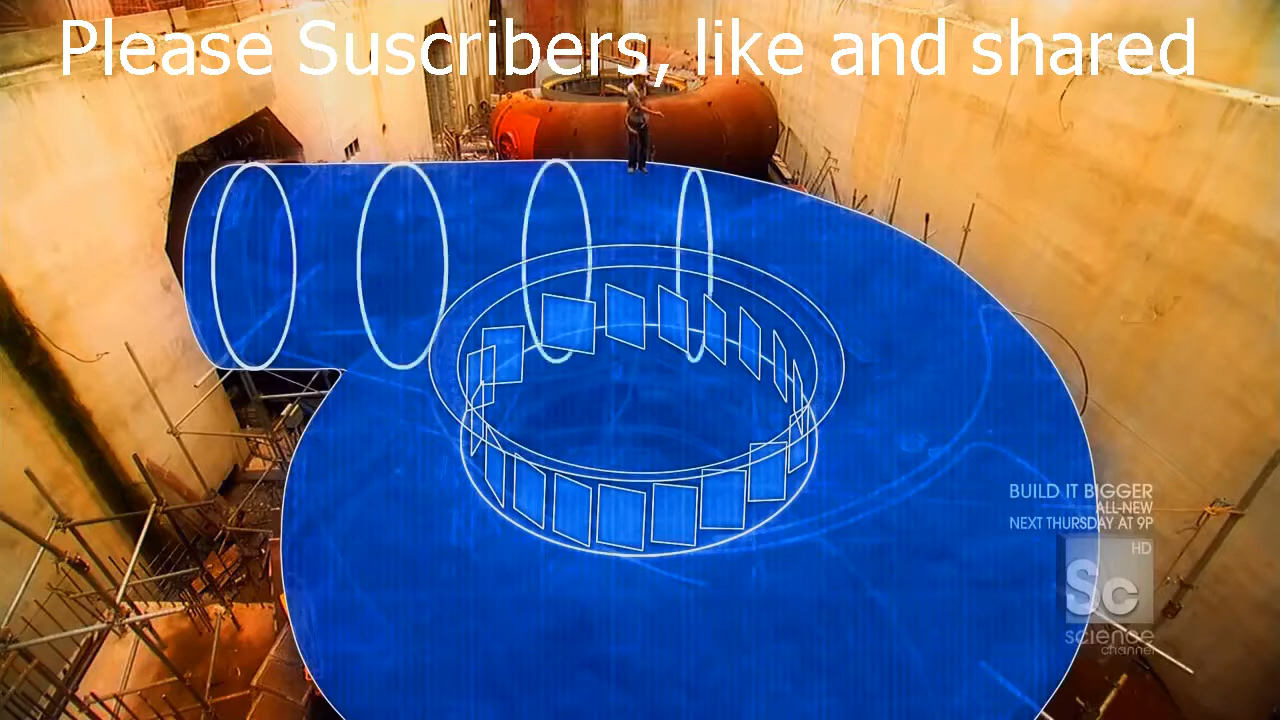 Please Suscribers, like and shared
BUILD IT BIGGER
ALL-NEW
NEXT THURSDAY AT 9P
HD
Sc
science
channel